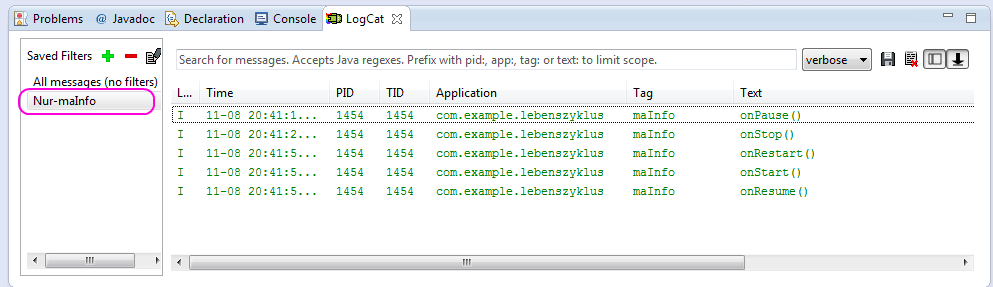 Problems @ Javadoc Declaration Console LogCat
Saved Filters
All messages (no filters)
Nur-maInfo
Search for messages. Accepts Java regexes. Prefix with pid:, app:, tag: or text: to limit scope.
verbose
L... Time PID TID Application Tag Text
I 11-08 20:41:1... 1454 1454 com.example.lebenszyklus maInfo onPause()
I 11-08 20:41:2... 1454 1454 com.example.lebenszyklus maInfo onStop()
I 11-08 20:41:5... 1454 1454 com.example.lebenszyklus maInfo onRestart()
I 11-08 20:41:5... 1454 1454 com.example.lebenszyklus maInfo onStart()
I 11-08 20:41:5... 1454 1454 com.example.lebenszyklus maInfo onResume()